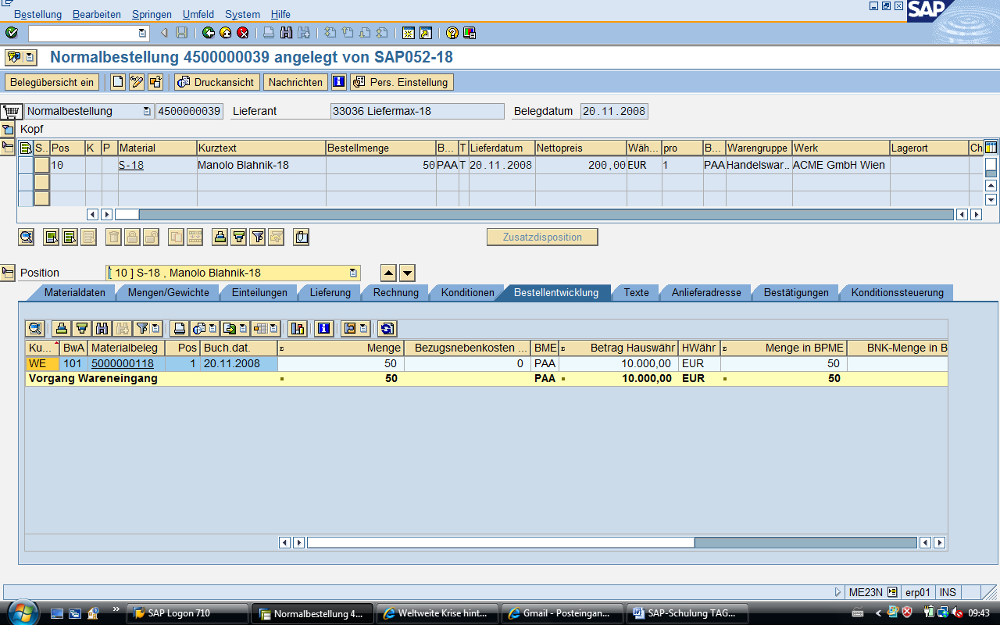 Bestellung Bearbeiten Springen Umfeld System Hilfe
SAP
Normalbestellung 4500000039 angelegt von SAP052-18
Belegübersicht ein Druckansicht Nachrichten Pers. Einstellung
Normalbestellung 4500000039 Lieferant 33036 Liefermax-18 Belegdatum 20.11.2008
Kopf
S.. Pos K P Material Kurztext Bestellmenge B... T Lieferdatum Nettopreis Wäh... pro B... Warengruppe Werk Lagerort Ch
10 S-18 Manolo Blahnik-18 50 PAA T 20.11.2008 200,00 EUR 1 PAA Handelswar... ACME GmbH Wien
Zusatzdisposition
Position [ 10 ] S-18 , Manolo Blahnik-18
Materialdaten Mengen/Gewichte Einteilungen Lieferung Rechnung Konditionen Bestellentwicklung Texte Anlieferadresse Bestätigungen Konditionssteuerung
Ku... BwA Materialbeleg Pos Buch.dat. Σ Menge Bezugsnebenkosten ... BME Σ Betrag Hauswähr HWähr Σ Menge in BPME BNK-Menge in B
WE 101 5000000118 1 20.11.2008 50 0 PAA 10.000,00 EUR 50
Vorgang Wareneingang 50 PAA 10.000,00 EUR 50
ME23N erp01 INS
SAP Logon 710 Normalbestellung 4... Weltweite Krise hint... Gmail - Posteingan... SAP-Schulung TAG... 09:43